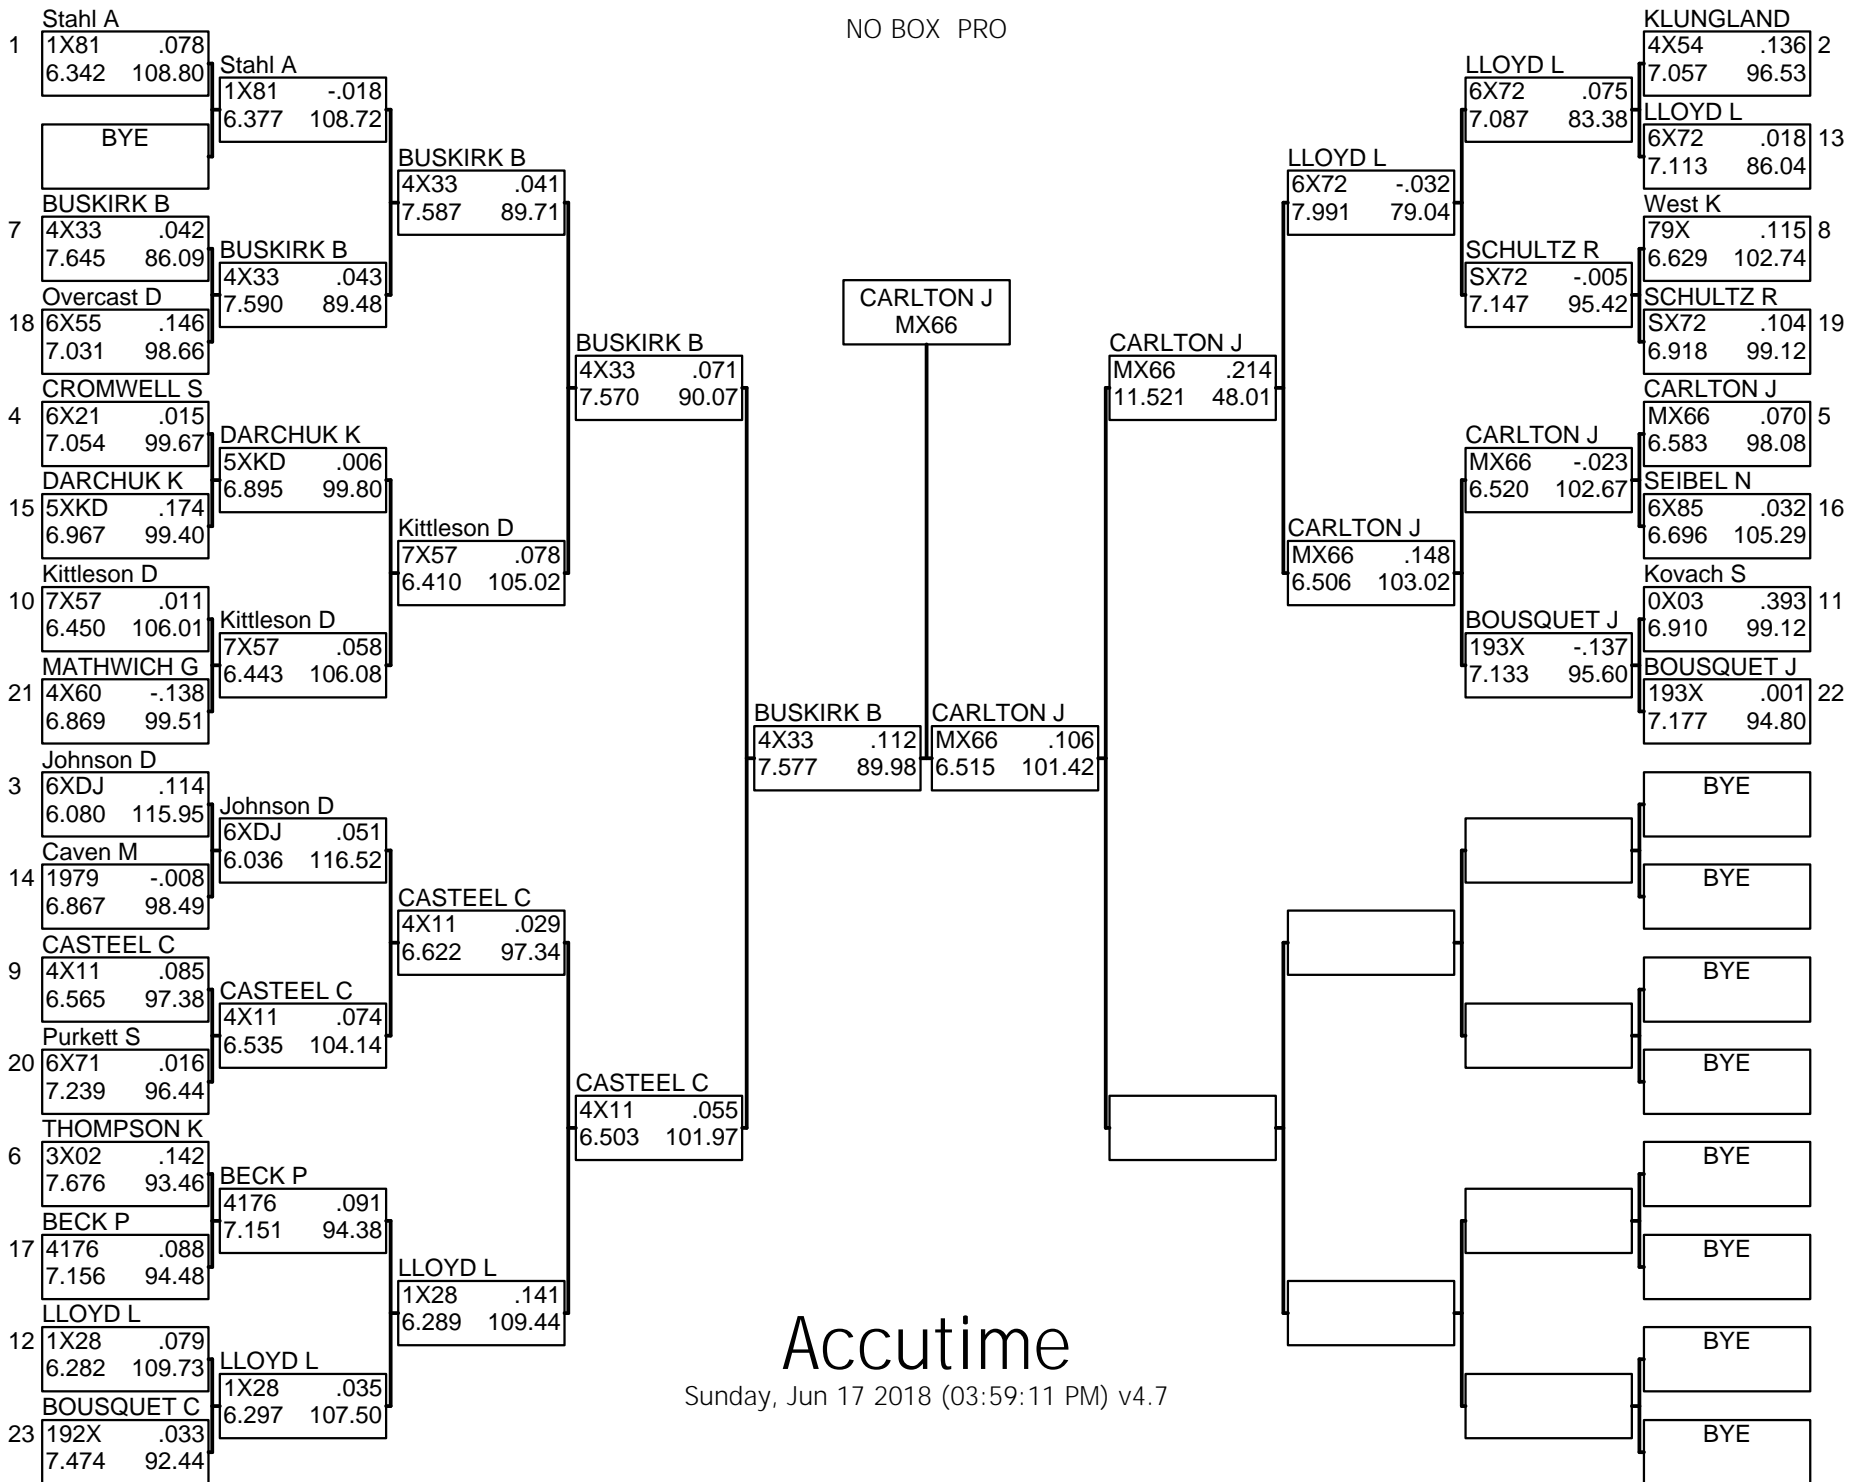 NO BOX PRO
Stahl A
1 1X81 .078
6.342 108.80
BYE
BUSKIRK B
7 4X33 .042
7.645 86.09
Overcast D
18 6X55 .146
7.031 98.66
CROMWELL S
4 6X21 .015
7.054 99.67
DARCHUK K
15 5XKD .174
6.967 99.40
Kittleson D
10 7X57 .011
6.450 106.01
MATHWICH G
21 4X60 -.138
6.869 99.51
Johnson D
3 6XDJ .114
6.080 115.95
Caven M
14 1979 -.008
6.867 98.49
CASTEEL C
9 4X11 .085
6.565 97.38
Purkett S
20 6X71 .016
7.239 96.44
THOMPSON K
6 3X02 .142
7.676 93.46
BECK P
17 4176 .088
7.156 94.48
LLOYD L
12 1X28 .079
6.282 109.73
BOUSQUET C
23 192X .033
7.474 92.44
Stahl A
1X81 -.018
6.377 108.72
BUSKIRK B
4X33 .043
7.590 89.48
DARCHUK K
5XKD .006
6.895 99.80
Kittleson D
7X57 .058
6.443 106.08
Johnson D
6XDJ .051
6.036 116.52
CASTEEL C
4X11 .074
6.535 104.14
BECK P
4176 .091
7.151 94.38
LLOYD L
1X28 .035
6.297 107.50
BUSKIRK B
4X33 .041
7.587 89.71
Kittleson D
7X57 .078
6.410 105.02
CASTEEL C
4X11 .029
6.622 97.34
LLOYD L
1X28 .141
6.289 109.44
BUSKIRK B
4X33 .071
7.570 90.07
CASTEEL C
4X11 .055
6.503 101.97
BUSKIRK B
4X33 .112
7.577 89.98
CARLTON J
MX66
CARLTON J
MX66 .106
6.515 101.42
CARLTON J
MX66 .214
11.521 48.01
LLOYD L
6X72 -.032
7.991 79.04
CARLTON J
MX66 .148
6.506 103.02
LLOYD L
6X72 .075
7.087 83.38
SCHULTZ R
SX72 -.005
7.147 95.42
CARLTON J
MX66 -.023
6.520 102.67
BOUSQUET J
193X -.137
7.133 95.60
KLUNGLAND
4X54 .136 2
7.057 96.53
LLOYD L
6X72 .018 13
7.113 86.04
West K
79X .115 8
6.629 102.74
SCHULTZ R
SX72 .104 19
6.918 99.12
CARLTON J
MX66 .070 5
6.583 98.08
SEIBEL N
6X85 .032 16
6.696 105.29
Kovach S
0X03 .393 11
6.910 99.12
BOUSQUET J
193X .001 22
7.177 94.80
BYE
BYE
BYE
BYE
BYE
BYE
BYE
BYE
Accutime
Sunday, Jun 17 2018 (03:59:11 PM) v4.7